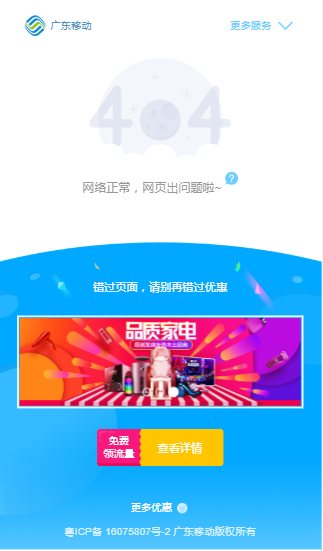 广东移动
更多服务
404
网络正常，网页出问题啦~
?
错过页面，请别再错过优惠
品质家电
免费
领流量
查看详情
更多优惠
粤ICP备 16075807号-2 广东移动版权所有